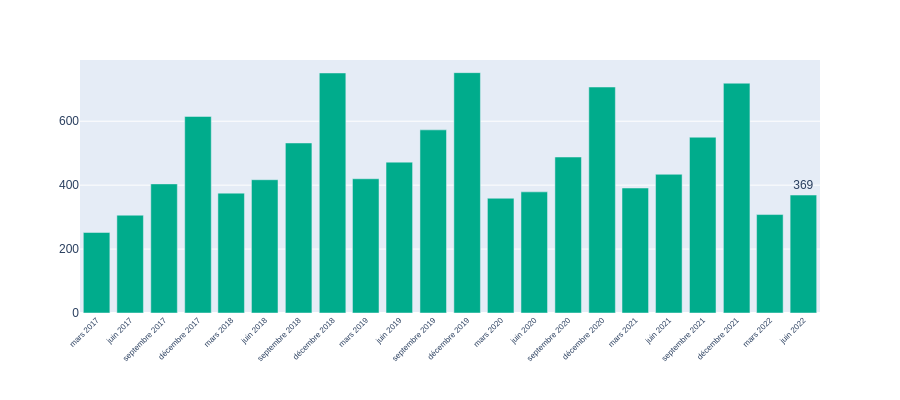 600
400
200
0
369
mars 2017
juin 2017
septembre 2017
décembre 2017
mars 2018
juin 2018
septembre 2018
décembre 2018
mars 2019
juin 2019
septembre 2019
décembre 2019
mars 2020
juin 2020
septembre 2020
décembre 2020
mars 2021
juin 2021
septembre 2021
décembre 2021
mars 2022
juin 2022